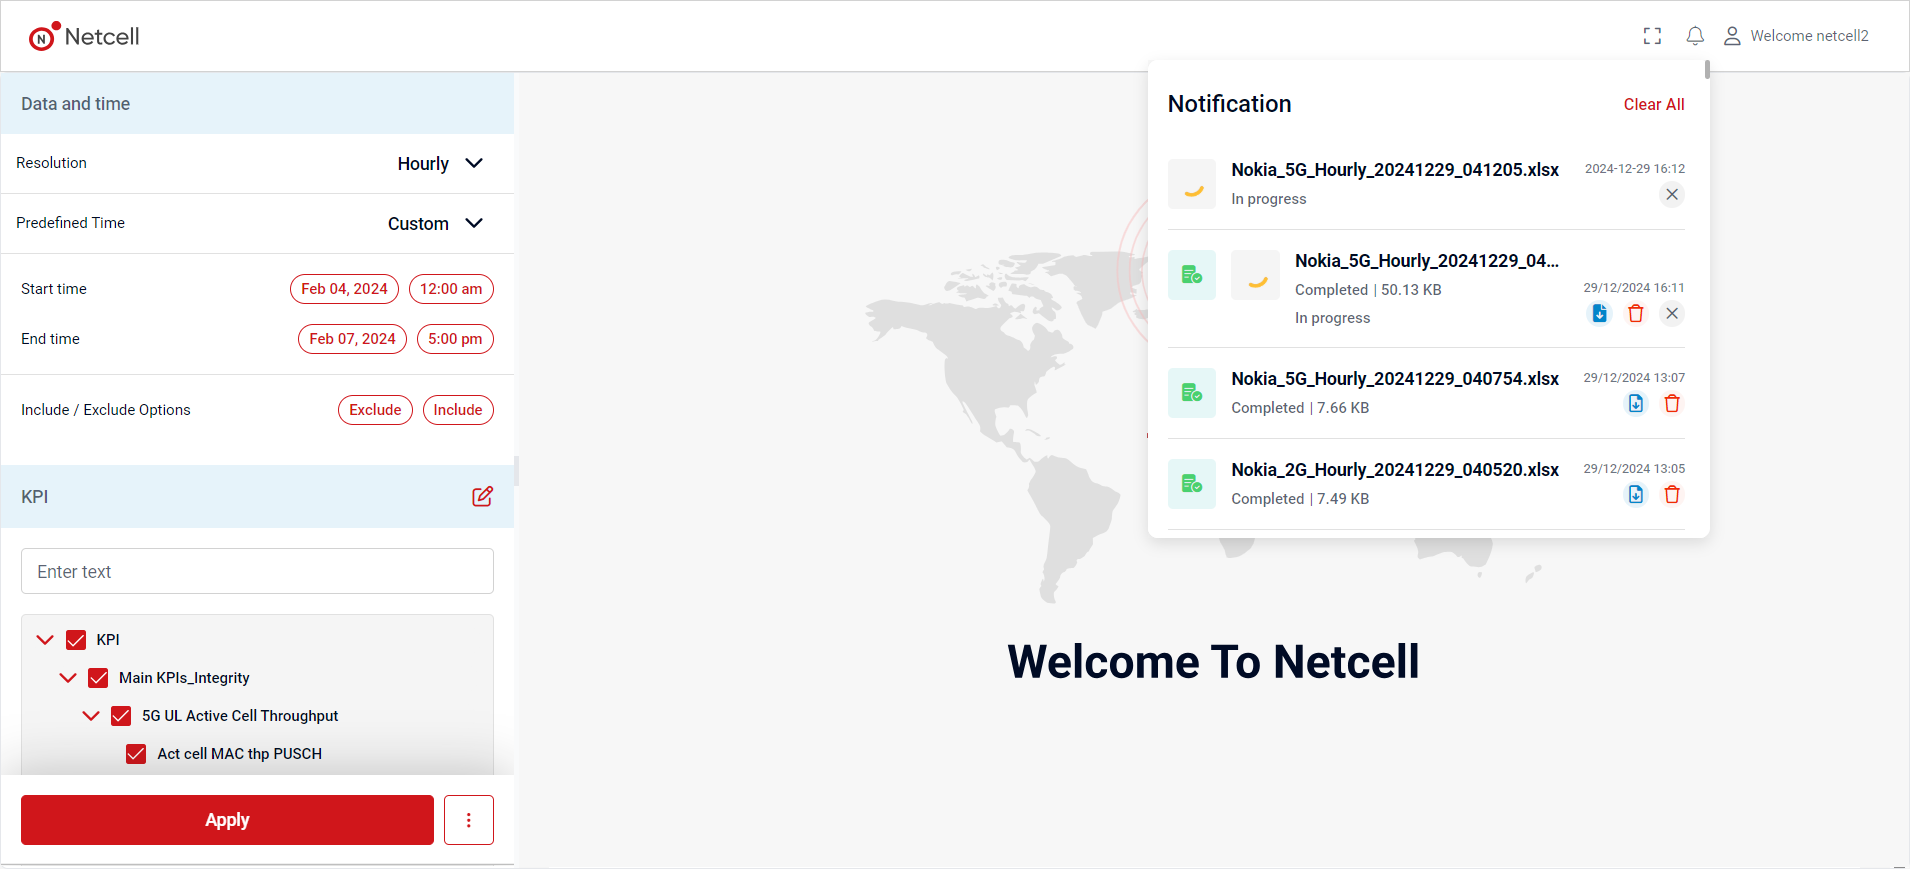 N Netcell
Welcome netcell2
Data and time
Resolution Hourly
Predefined Time Custom
Start time Feb 04, 2024 12:00 am
End time Feb 07, 2024 5:00 pm
Include / Exclude Options Exclude Include
KPI
Enter text
KPI
Main KPIs_Integrity
5G UL Active Cell Throughput
Act cell MAC thp PUSCH
Apply
Notification Clear All
Nokia_5G_Hourly_20241229_041205.xlsx 2024-12-29 16:12
In progress
Nokia_5G_Hourly_20241229_04...
Completed | 50.13 KB 29/12/2024 16:11
In progress
Nokia_5G_Hourly_20241229_040754.xlsx 29/12/2024 13:07
Completed | 7.66 KB
Nokia_2G_Hourly_20241229_040520.xlsx 29/12/2024 13:05
Completed | 7.49 KB
Welcome To Netcell